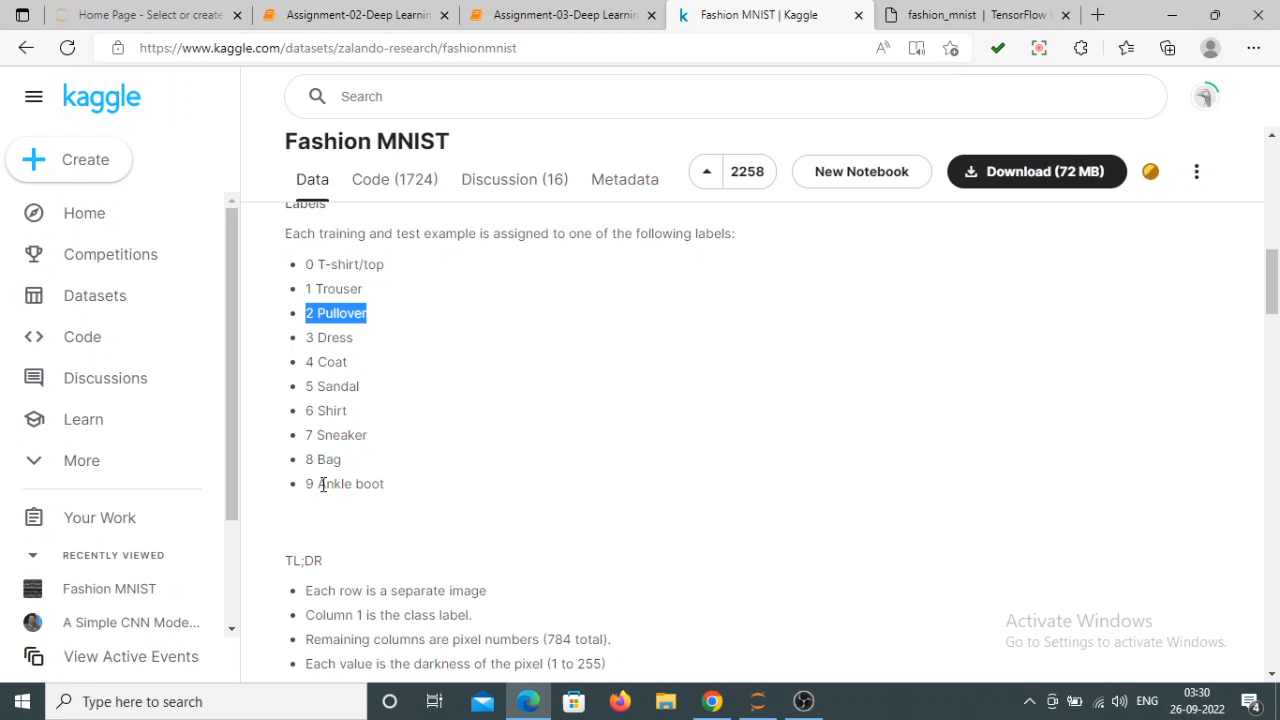 Home Page - Select or create
Assignment-02-Deep Learnin
Assignment-03-Deep Learnin
Fashion MNIST | Kaggle
fashion_mnist | TensorFlow
https://www.kaggle.com/datasets/zalando-research/fashionmnist
kaggle
Search
Create
Home
Competitions
Datasets
Code
Discussions
Learn
More
Your Work
RECENTLY VIEWED
Fashion MNIST
A Simple CNN Mode...
View Active Events
Fashion MNIST
Data
Code (1724)
Discussion (16)
Metadata
2258
New Notebook
Download (72 MB)
Labels
Each training and test example is assigned to one of the following labels:
0 T-shirt/top
1 Trouser
2 Pullover
3 Dress
4 Coat
5 Sandal
6 Shirt
7 Sneaker
8 Bag
9 Ankle boot
TL;DR
Each row is a separate image
Column 1 is the class label.
Remaining columns are pixel numbers (784 total).
Each value is the darkness of the pixel (1 to 255)
Activate Windows
Go to Settings to activate Windows.
Type here to search
ENG
03:30
26-09-2022
4